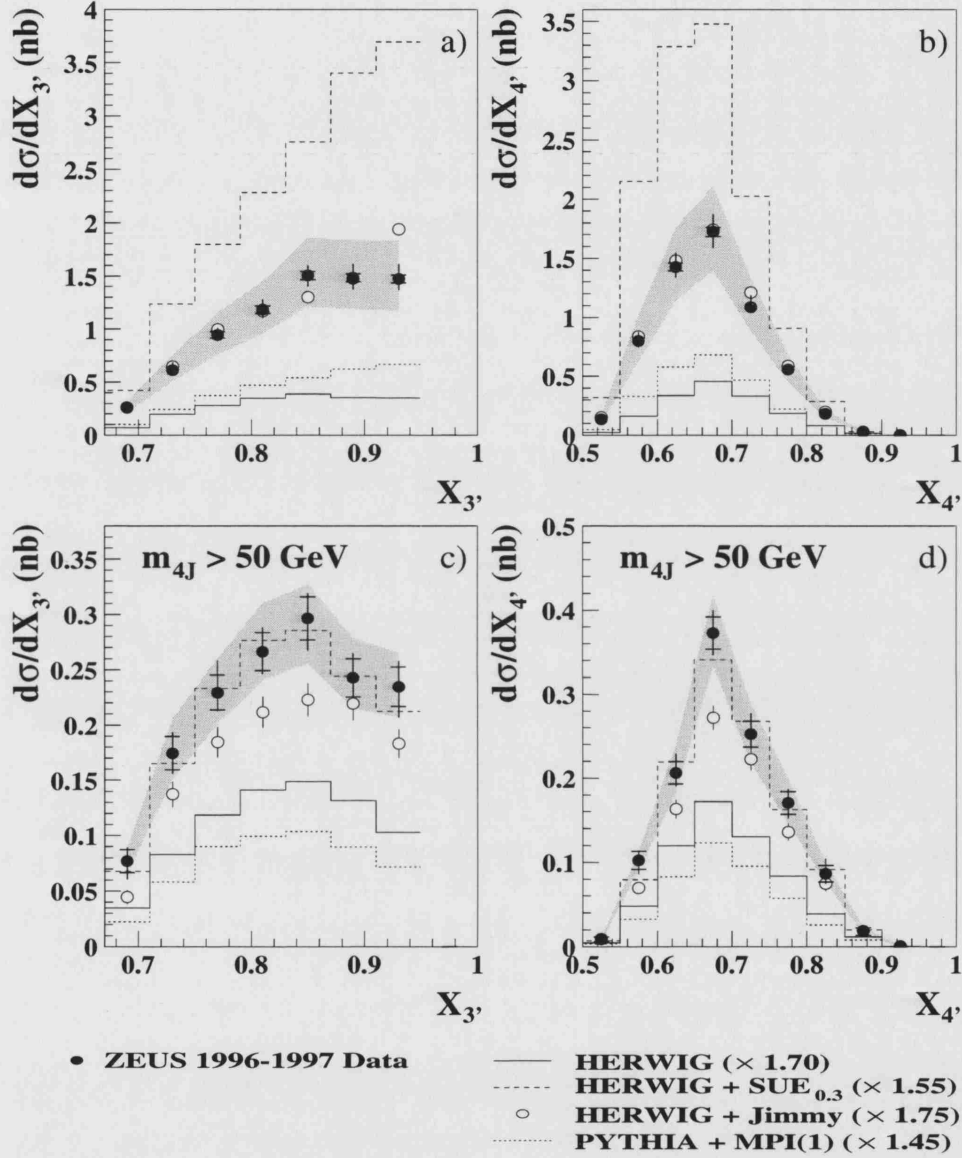 a)
dσ/dX3', (nb)
4
3.5
3
2.5
2
1.5
1
0.5
0
0.7 0.8 0.9 1
X3'
b)
dσ/dX4', (nb)
3.5
3
2.5
2
1.5
1
0.5
0
0.5 0.6 0.7 0.8 0.9 1
X4'
m4J > 50 GeV c)
dσ/dX3', (nb)
0.35
0.3
0.25
0.2
0.15
0.1
0.05
0
0.7 0.8 0.9 1
X3'
m4J > 50 GeV d)
dσ/dX4', (nb)
0.5
0.4
0.3
0.2
0.1
0
0.5 0.6 0.7 0.8 0.9 1
X4'
ZEUS 1996-1997 Data
HERWIG (× 1.70)
HERWIG + SUE0.3 (× 1.55)
HERWIG + Jimmy (× 1.75)
PYTHIA + MPI(1) (× 1.45)